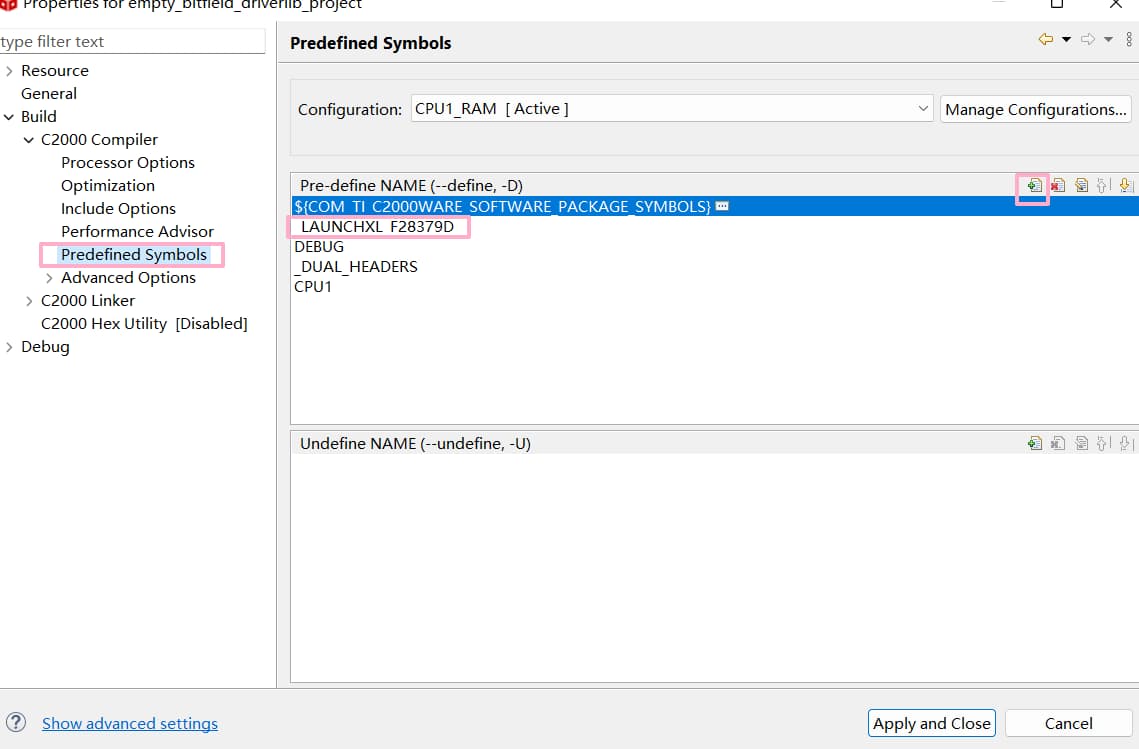 Properties for empty_bitfield_driverlib_project
type filter text
Resource
General
Build
C2000 Compiler
Processor Options
Optimization
Include Options
Performance Advisor
Predefined Symbols
Advanced Options
C2000 Linker
C2000 Hex Utility [Disabled]
Debug
Predefined Symbols
Configuration: CPU1_RAM [ Active ] Manage Configurations...
Pre-define NAME (--define, -D)
${COM_TI_C2000WARE_SOFTWARE_PACKAGE_SYMBOLS}
_LAUNCHXL_F28379D
DEBUG
_DUAL_HEADERS
CPU1
Undefine NAME (--undefine, -U)
Show advanced settings
Apply and Close Cancel